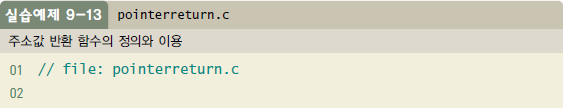 실습예제 9-13 pointerreturn.c
주소값 반환 함수의 정의와 이용
01 // file: pointerreturn.c
02